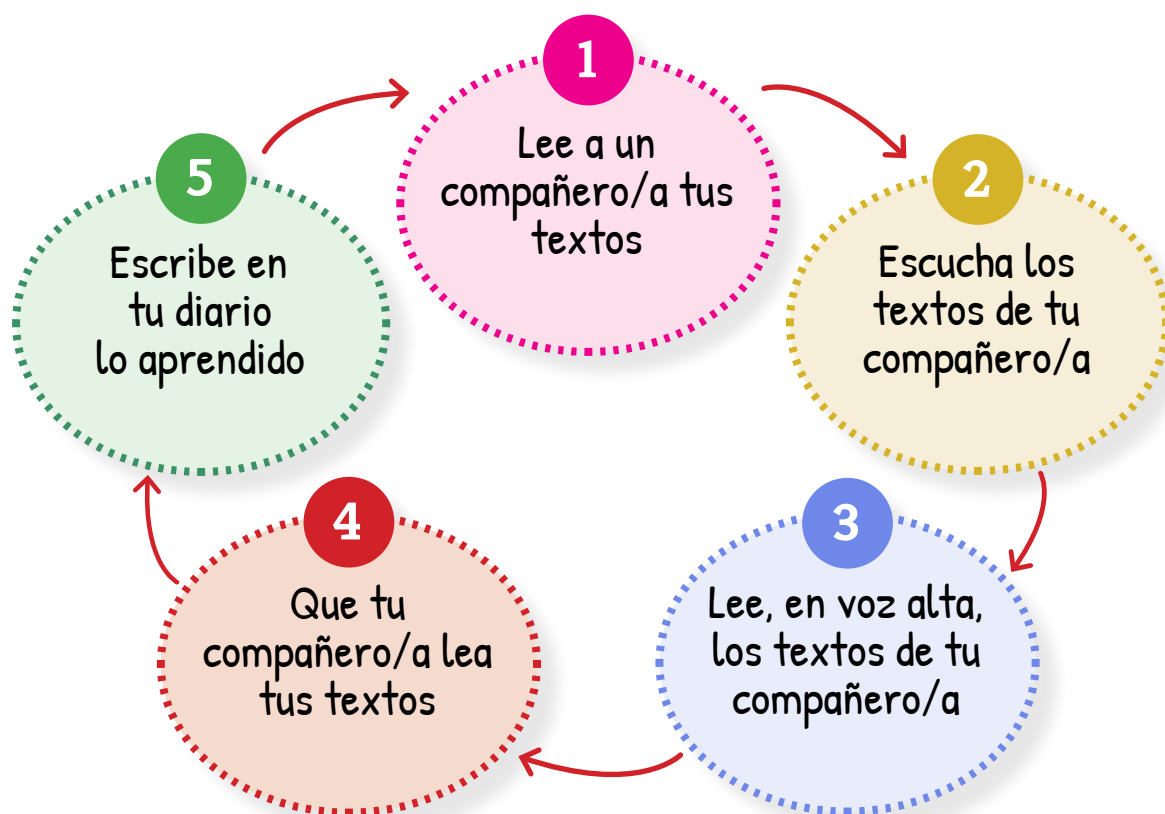 1
Lee a un
compañero/a tus
textos
2
Escucha los
textos de tu
compañero/a
3
Lee, en voz alta,
los textos de tu
compañero/a
4
Que tu
compañero/a lea
tus textos
5
Escribe en
tu diario
lo aprendido